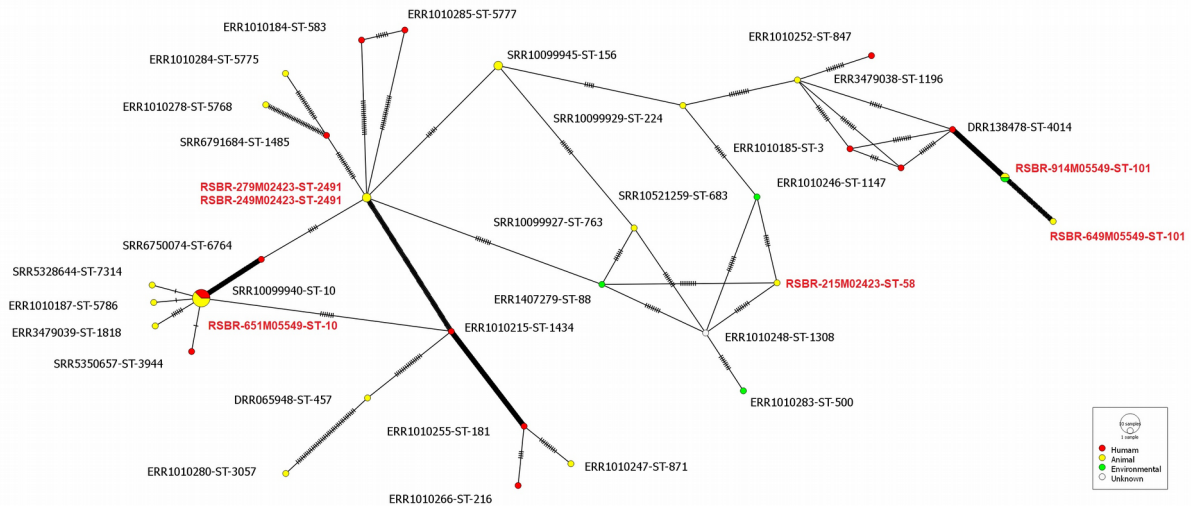 ERR1010285-ST-5777
ERR1010184-ST-583
ERR1010252-ST-847
SRR10099945-ST-156
ERR1010284-ST-5775
ERR3479038-ST-1196
ERR1010278-ST-5768
SRR10099929-ST-224
DRR138478-ST-4014
SRR6791684-ST-1485
ERR1010185-ST-3
RSBR-914M05549-ST-101
RSBR-279M02423-ST-2491
RSBR-249M02423-ST-2491
ERR1010246-ST-1147
SRR10521259-ST-683
SRR10099927-ST-763
RSBR-649M05549-ST-101
SRR6750074-ST-6764
SRR5328644-ST-7314
SRR10099940-ST-10
RSBR-215M02423-ST-58
ERR1407279-ST-88
ERR1010187-ST-5786
RSBR-651M05549-ST-10
ERR1010215-ST-1434
ERR3479039-ST-1818
ERR1010248-ST-1308
SRR5350657-ST-3944
DRR065948-ST-457
ERR1010283-ST-500
ERR1010255-ST-181
ERR1010280-ST-3057
ERR1010247-ST-871
ERR1010266-ST-216
10 samples
1 sample
Humam
Animal
Environmental
Unknown